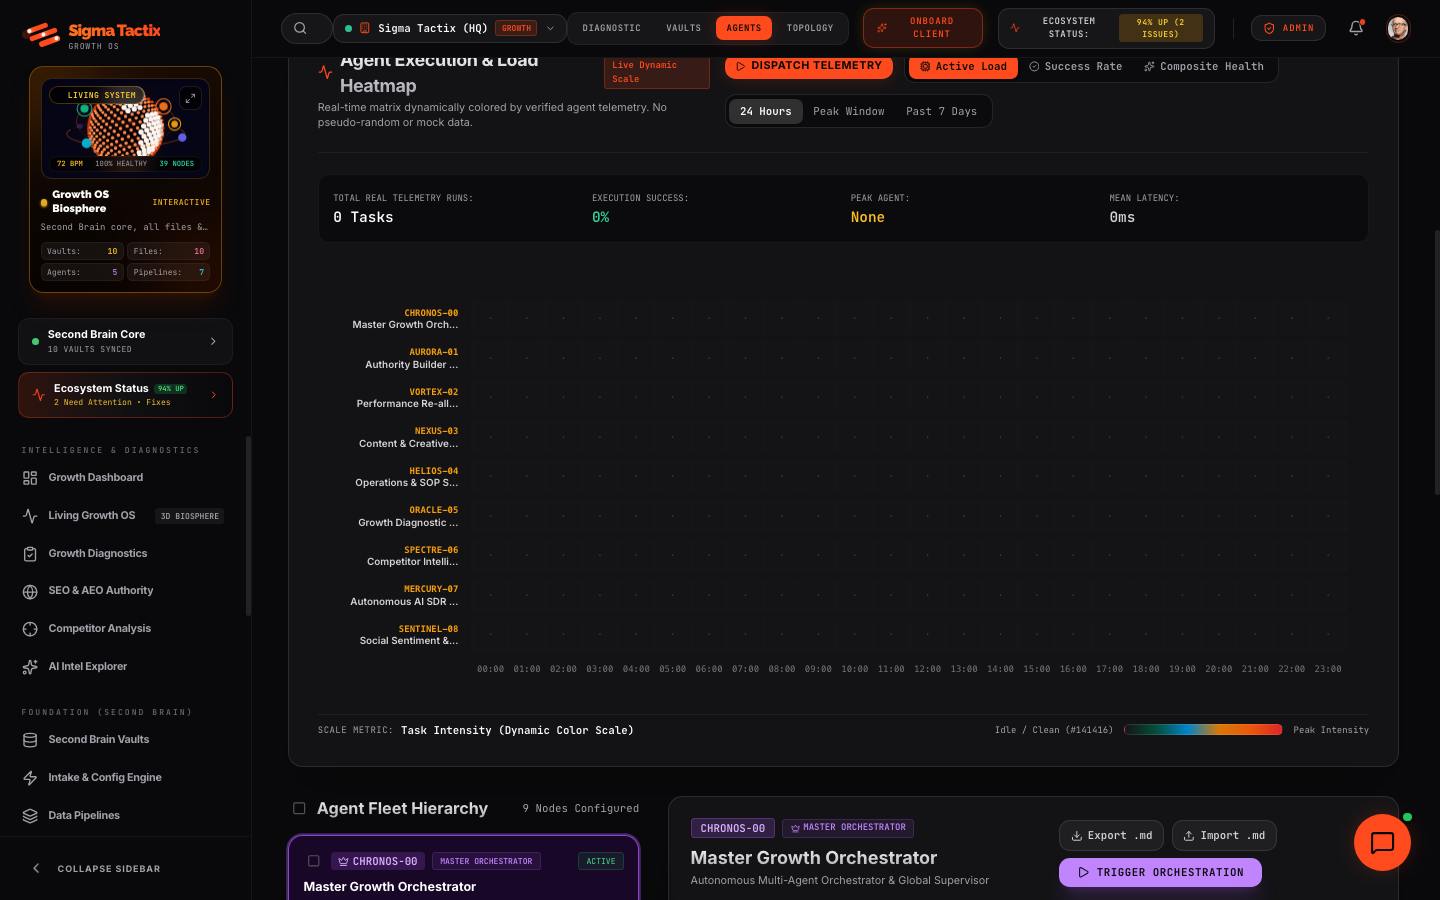 Sigma Tactix
GROWTH OS
LIVING SYSTEM
72 BPM 100% HEALTHY 39 NODES
Growth OS
Biosphere
INTERACTIVE
Second Brain core, all files &…
Vaults: 10 Files: 10
Agents: 5 Pipelines: 7
Second Brain Core
10 VAULTS SYNCED
Ecosystem Status 94% UP
2 Need Attention • Fixes
INTELLIGENCE & DIAGNOSTICS
Growth Dashboard
Living Growth OS 3D BIOSPHERE
Growth Diagnostics
SEO & AEO Authority
Competitor Analysis
AI Intel Explorer
FOUNDATION (SECOND BRAIN)
Second Brain Vaults
Intake & Config Engine
Data Pipelines
COLLAPSE SIDEBAR
Sigma Tactix (HQ) GROWTH
DIAGNOSTIC VAULTS AGENTS TOPOLOGY
ONBOARD
CLIENT
ECOSYSTEM
STATUS:
94% UP (2
ISSUES)
ADMIN
Agent Execution & Load
Heatmap
Live Dynamic
Scale
Real-time matrix dynamically colored by verified agent telemetry. No
pseudo-random or mock data.
DISPATCH TELEMETRY
Active Load Success Rate Composite Health
24 Hours Peak Window Past 7 Days
TOTAL REAL TELEMETRY RUNS:
0 Tasks
EXECUTION SUCCESS:
0%
PEAK AGENT:
None
MEAN LATENCY:
0ms
CHRONOS-00
Master Growth Orch…
AURORA-01
Authority Builder …
VORTEX-02
Performance Re-all…
NEXUS-03
Content & Creative…
HELIOS-04
Operations & SOP S…
ORACLE-05
Growth Diagnostic …
SPECTRE-06
Competitor Intelli…
MERCURY-07
Autonomous AI SDR …
SENTINEL-08
Social Sentiment &…
00:00 01:00 02:00 03:00 04:00 05:00 06:00 07:00 08:00 09:00 10:00 11:00 12:00 13:00 14:00 15:00 16:00 17:00 18:00 19:00 20:00 21:00 22:00 23:00
SCALE METRIC: Task Intensity (Dynamic Color Scale)
Idle / Clean (#141416) Peak Intensity
Agent Fleet Hierarchy 9 Nodes Configured
CHRONOS-00 MASTER ORCHESTRATOR ACTIVE
Master Growth Orchestrator
CHRONOS-00 MASTER ORCHESTRATOR
Master Growth Orchestrator
Autonomous Multi-Agent Orchestrator & Global Supervisor
Export .md Import .md
TRIGGER ORCHESTRATION